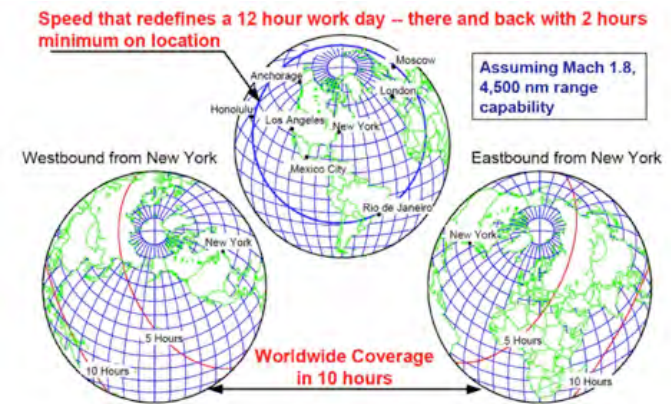 Speed that redefines a 12 hour work day -- there and back with 2 hours
minimum on location
Moscow
Anchorage
London
Assuming Mach 1.8,
4,500 nm range
capability
Honolulu
Los Angeles
New York
Mexico City
Westbound from New York
Eastbound from New York
Rio de Janeiro
New York
New York
5 Hours
5 Hours
10 Hours
10 Hours
Worldwide Coverage
in 10 hours